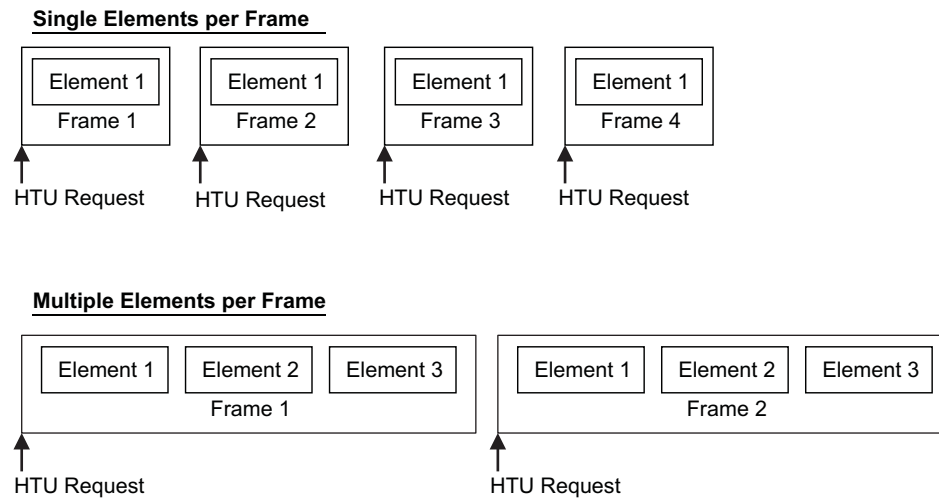 Single Elements per Frame
Element 1 Element 1 Element 1 Element 1
Frame 1 Frame 2 Frame 3 Frame 4
HTU Request HTU Request HTU Request HTU Request
Multiple Elements per Frame
Element 1 Element 2 Element 3 Element 1 Element 2 Element 3
Frame 1 Frame 2
HTU Request HTU Request